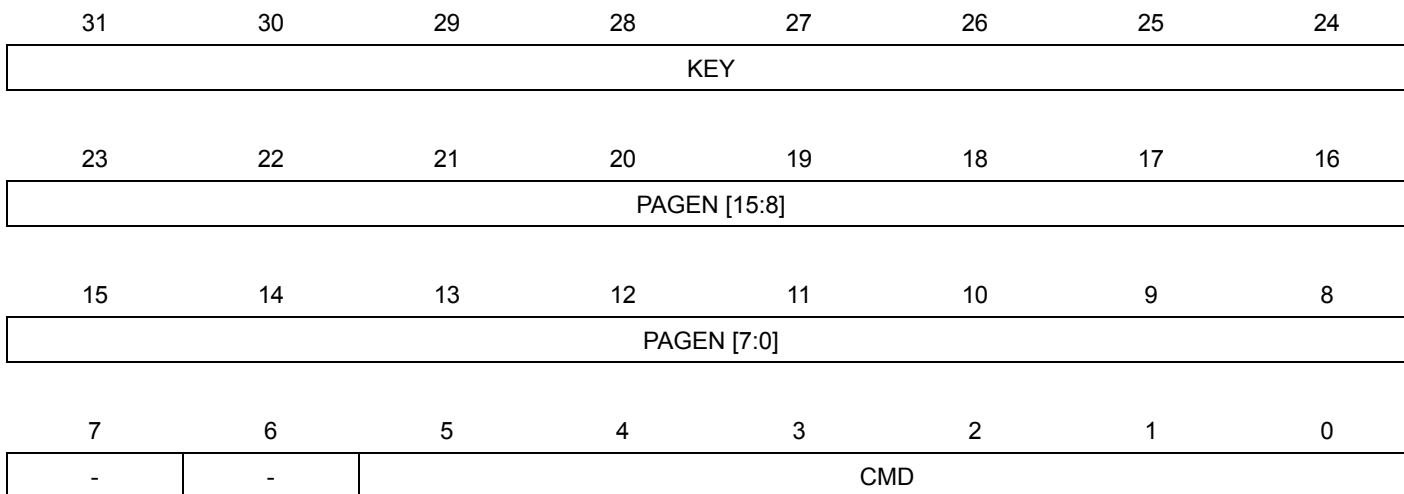 31 30 29 28 27 26 25 24
KEY
23 22 21 20 19 18 17 16
PAGEN [15:8]
15 14 13 12 11 10 9 8
PAGEN [7:0]
7 6 5 4 3 2 1 0
- - CMD